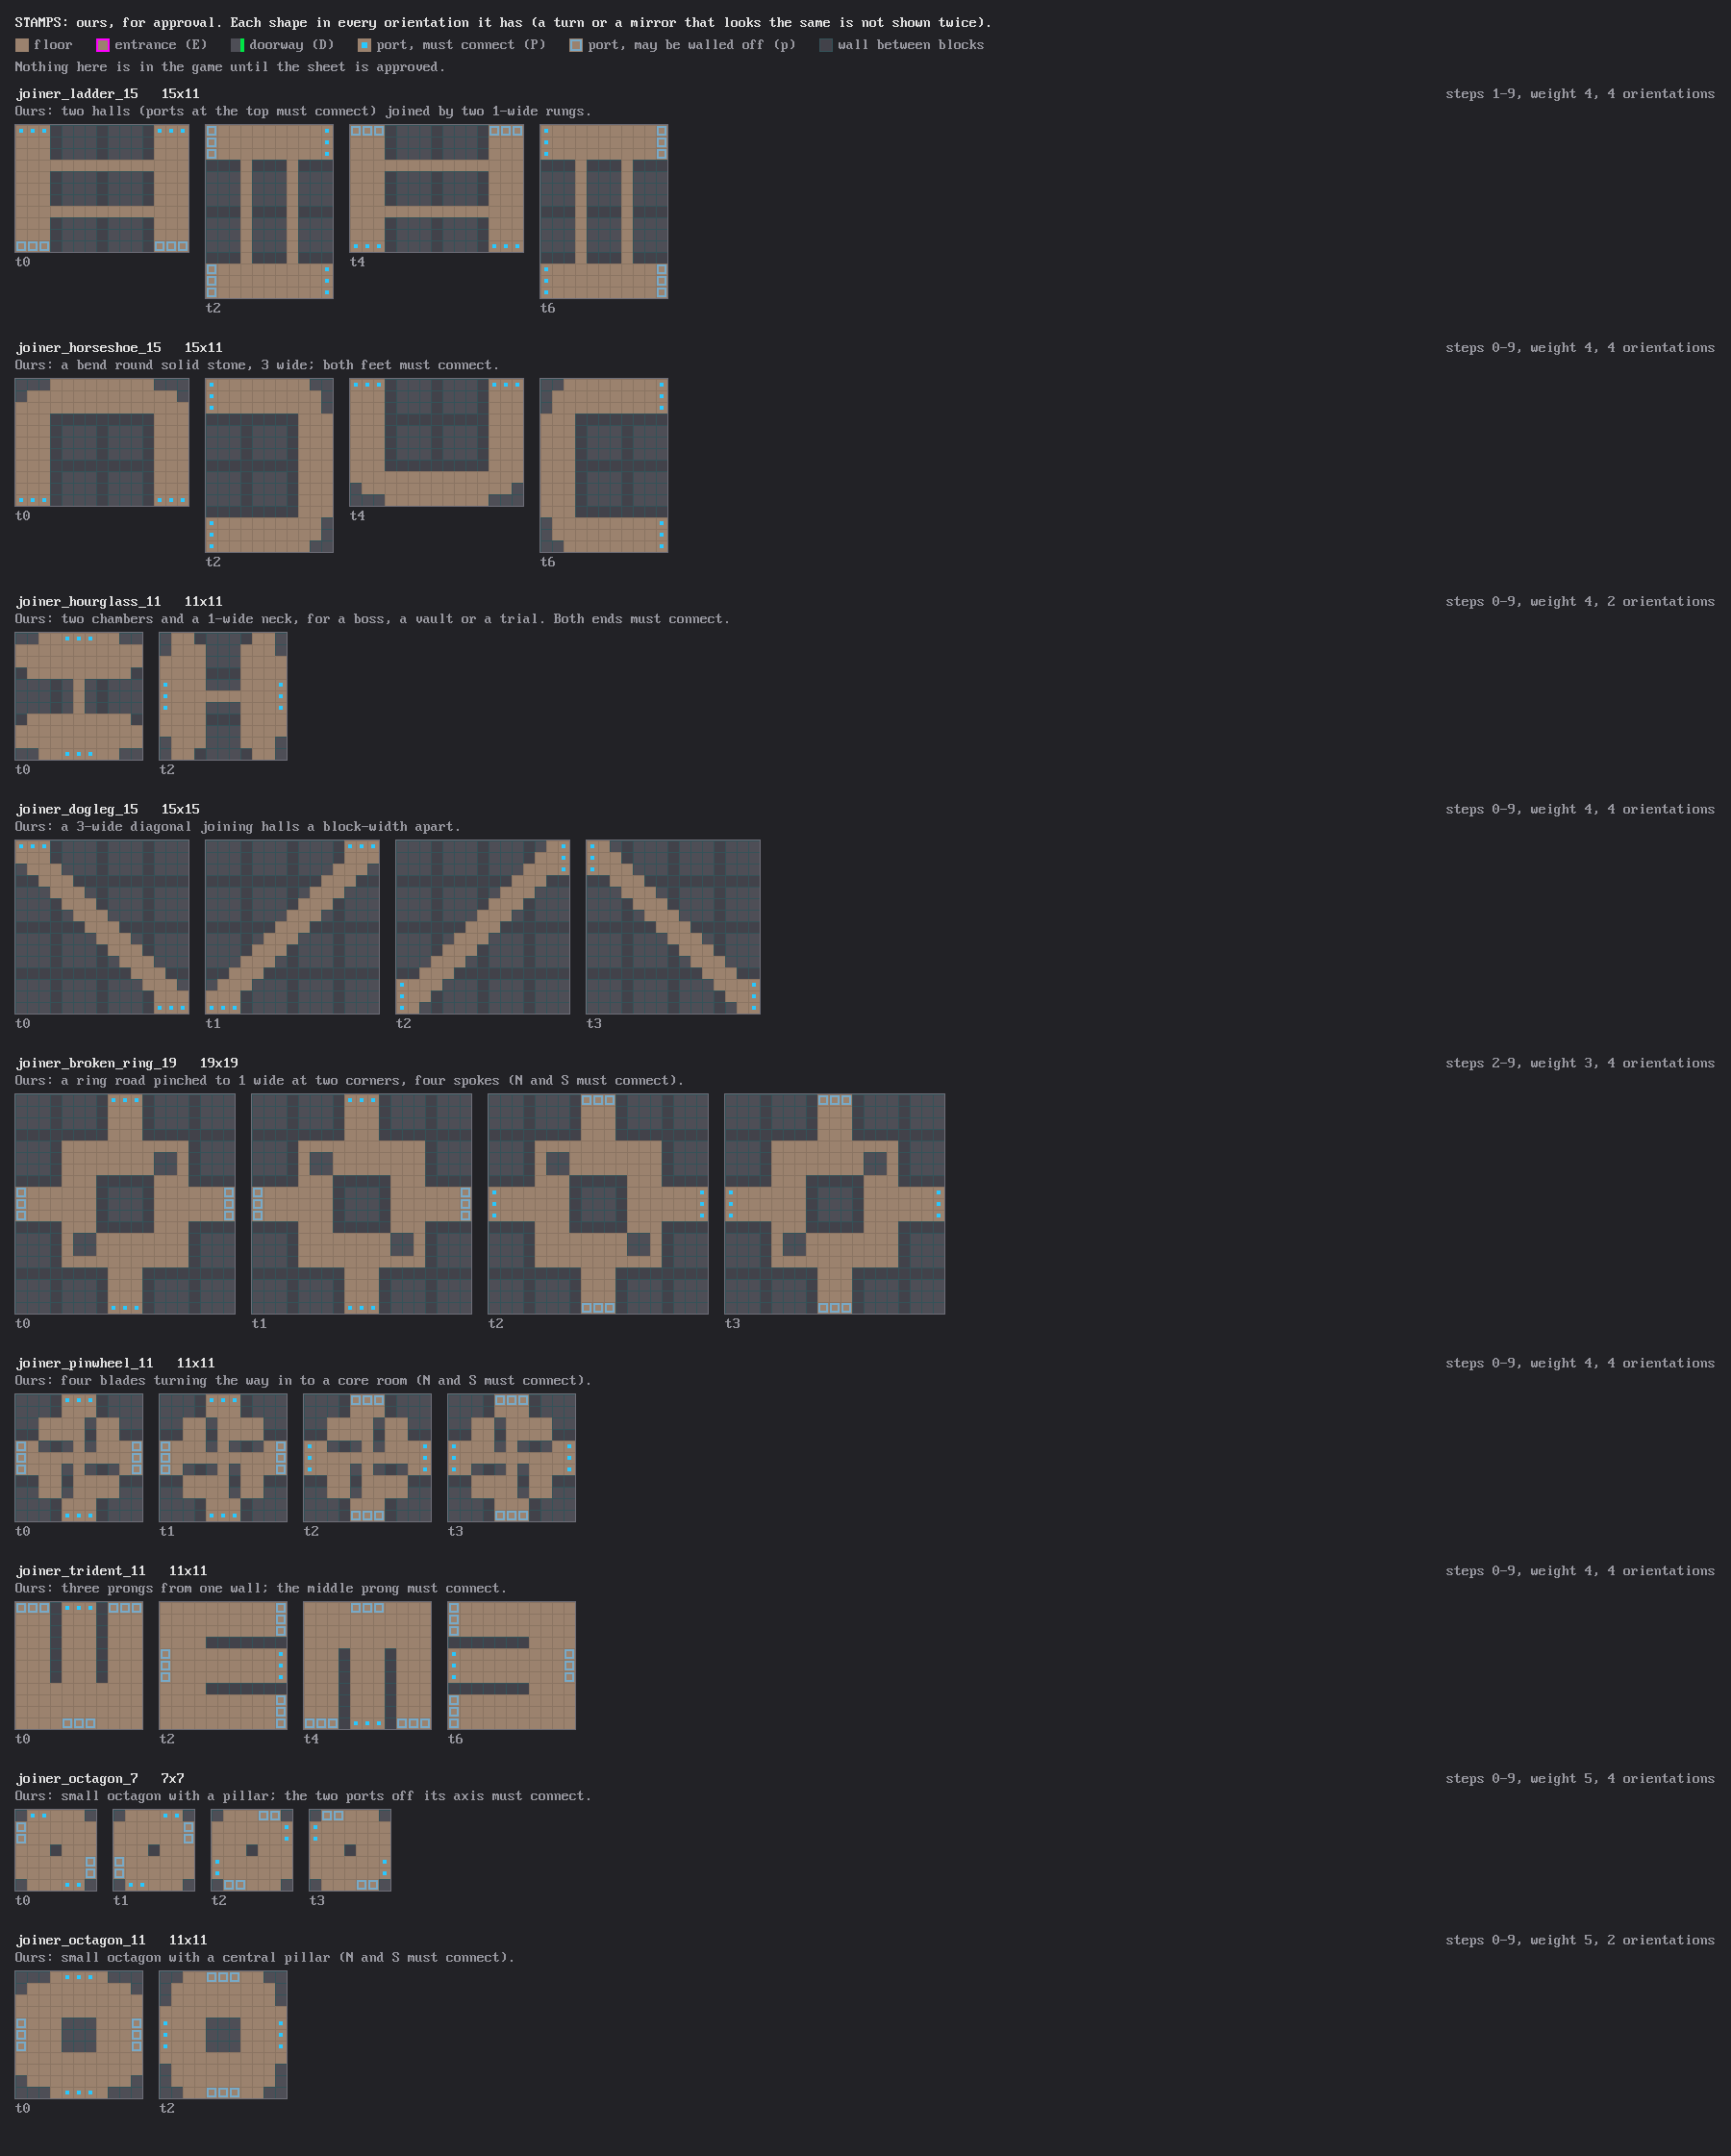 STAMPS: ours, for approval. Each shape in every orientation it has (a turn or a mirror that looks the same is not shown twice).
floor entrance (E) doorway (D) port, must connect (P) port, may be walled off (p) wall between blocks
Nothing here is in the game until the sheet is approved.
joiner_ladder_15 15x11 steps 1-9, weight 4, 4 orientations
Ours: two halls (ports at the top must connect) joined by two 1-wide rungs.
t0 t2 t4 t6
joiner_horseshoe_15 15x11 steps 0-9, weight 4, 4 orientations
Ours: a bend round solid stone, 3 wide; both feet must connect.
t0 t2 t4 t6
joiner_hourglass_11 11x11 steps 0-9, weight 4, 2 orientations
Ours: two chambers and a 1-wide neck, for a boss, a vault or a trial. Both ends must connect.
t0 t2
joiner_dogleg_15 15x15 steps 0-9, weight 4, 4 orientations
Ours: a 3-wide diagonal joining halls a block-width apart.
t0 t1 t2 t3
joiner_broken_ring_19 19x19 steps 2-9, weight 3, 4 orientations
Ours: a ring road pinched to 1 wide at two corners, four spokes (N and S must connect).
t0 t1 t2 t3
joiner_pinwheel_11 11x11 steps 0-9, weight 4, 4 orientations
Ours: four blades turning the way in to a core room (N and S must connect).
t0 t1 t2 t3
joiner_trident_11 11x11 steps 0-9, weight 4, 4 orientations
Ours: three prongs from one wall; the middle prong must connect.
t0 t2 t4 t6
joiner_octagon_7 7x7 steps 0-9, weight 5, 4 orientations
Ours: small octagon with a pillar; the two ports off its axis must connect.
t0 t1 t2 t3
joiner_octagon_11 11x11 steps 0-9, weight 5, 2 orientations
Ours: small octagon with a central pillar (N and S must connect).
t0 t2